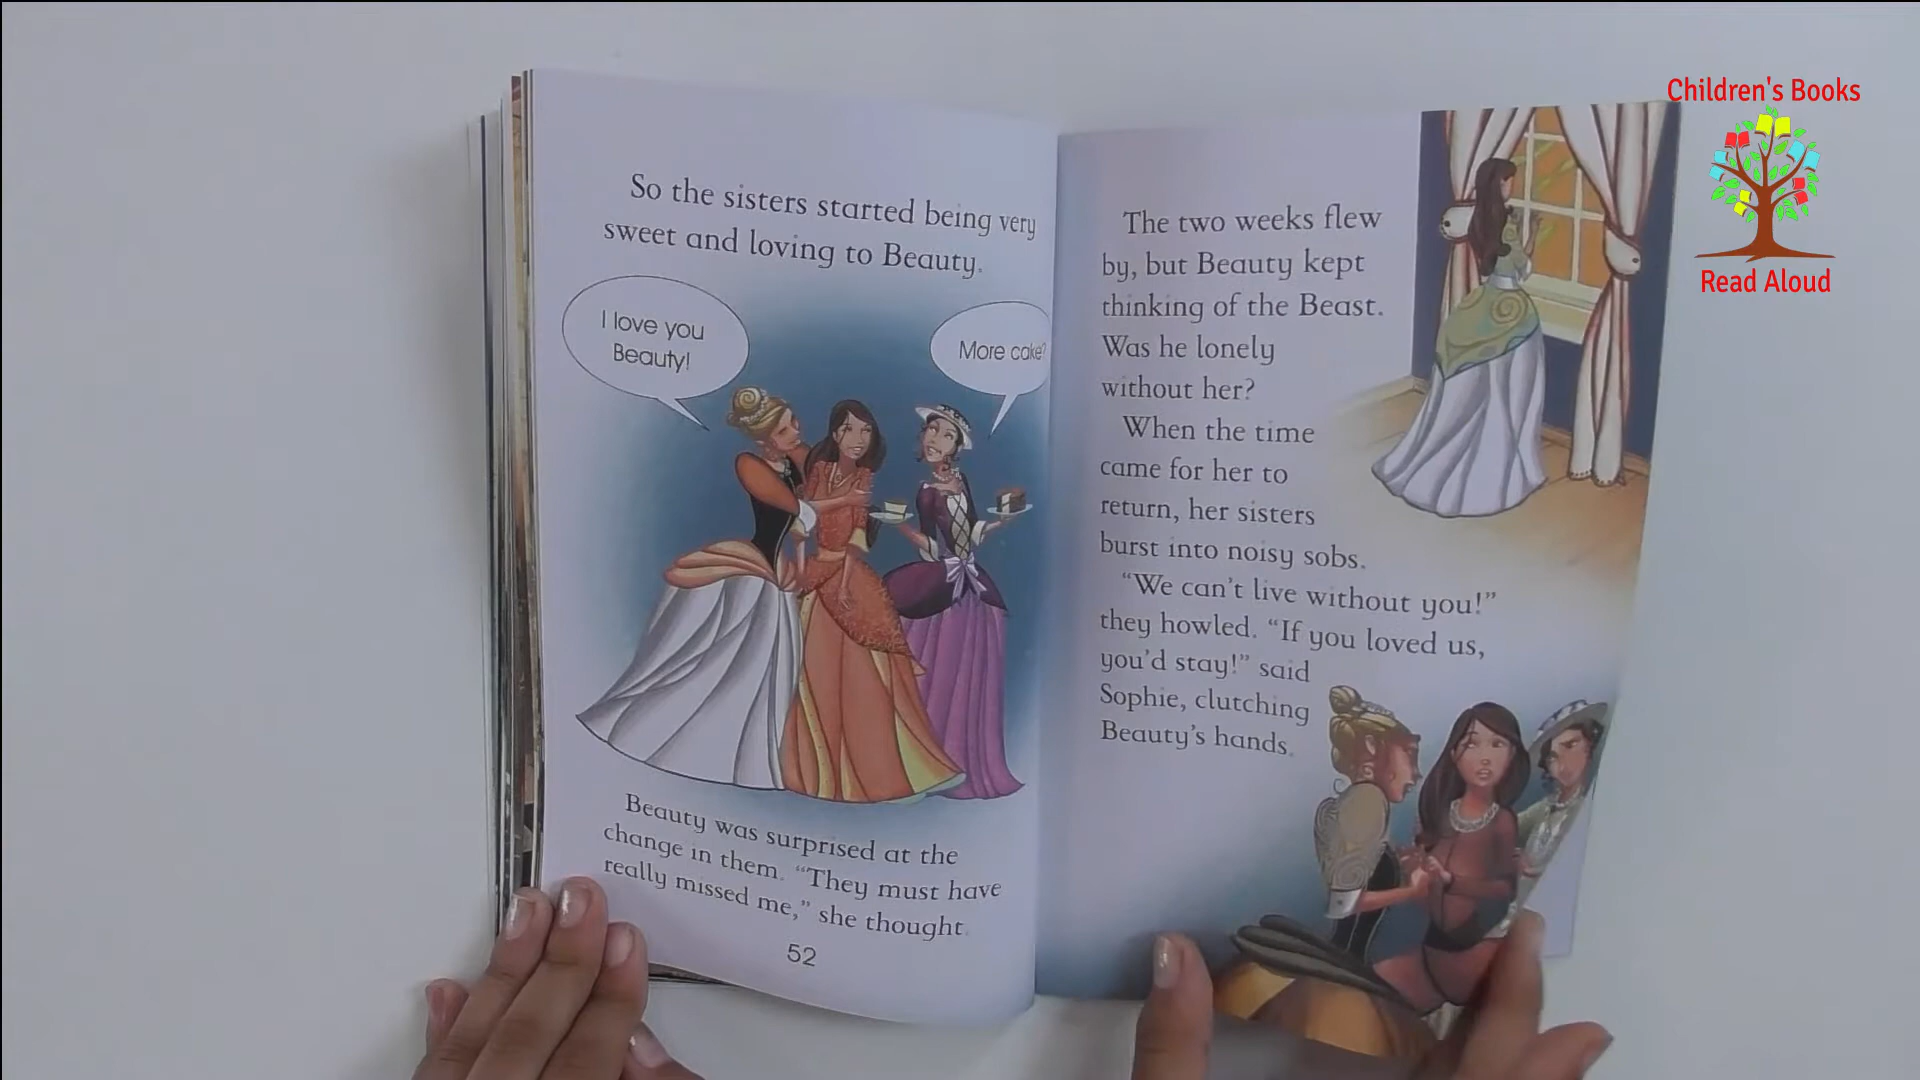 So the sisters started being very
sweet and loving to Beauty.
I love you
Beauty!
More cake?
Beauty was surprised at the
change in them. “They must have
really missed me,” she thought.
52
The two weeks flew
by, but Beauty kept
thinking of the Beast.
Was he lonely
without her?
When the time
came for her to
return, her sisters
burst into noisy sobs.
“We can’t live without you!”
they howled. “If you loved us,
you’d stay!” said
Sophie, clutching
Beauty’s hands.
Children's Books
Read Aloud